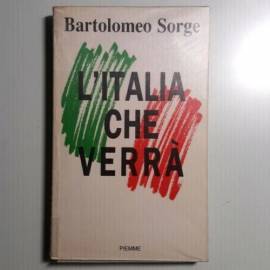 Bartolomeo Sorge
L'ITALIA
CHE
VERRÀ
PIEMME